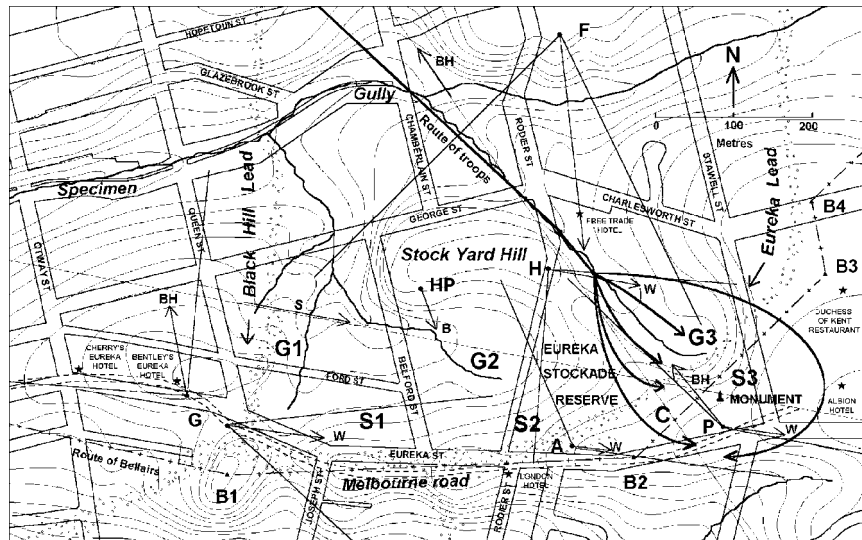 HOPETOUN ST
F
BH
N
GLAZEBROOK ST
Gully
0
100
200
Metres
Route of troops
RODIER ST
STAWELL ST
Eureka Lead
CHAMBERLAIN ST
Specimen
Black Hill Lead
QUEEN ST
OTWAY ST
GEORGE ST
CHARLESWORTH ST
B4
FREE TRADE
HOTEL
Stock Yard Hill
H
W
B3
HP
DUCHESS
OF KENT
RESTAURANT
BH
S
B
G3
G1
G2
EUREKA
STOCKADE
RESERVE
CHERRY'S
EUREKA
HOTEL
BENTLEY'S
EUREKA
HOTEL
FORD ST
BELFORD ST
BH
S3
MONUMENT
ALBION
HOTEL
G
S1
S2
C
P
W
W
A
W
EUREKA ST
Route of Bellairs
B1
JOSEPH ST
Melbourne road
RODIER ST
LONDON
HOTEL
B2